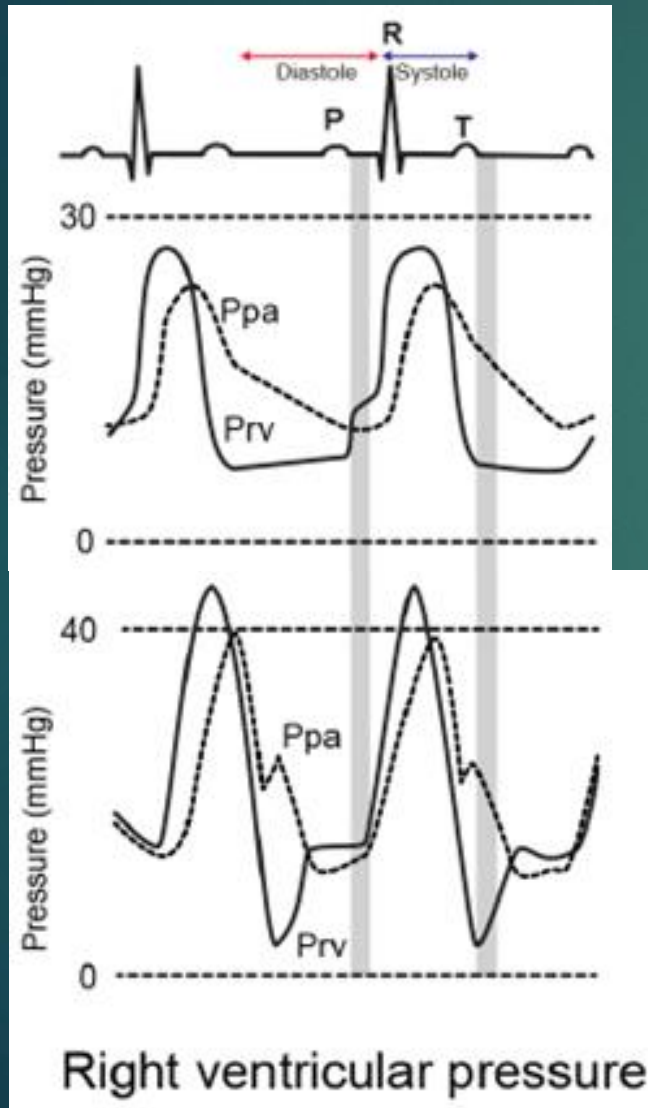 R
Diastole
Systole
P
T
30
Pressure (mmHg)
Ppa
Prv
0
40
Pressure (mmHg)
Ppa
Prv
0
Right ventricular pressure